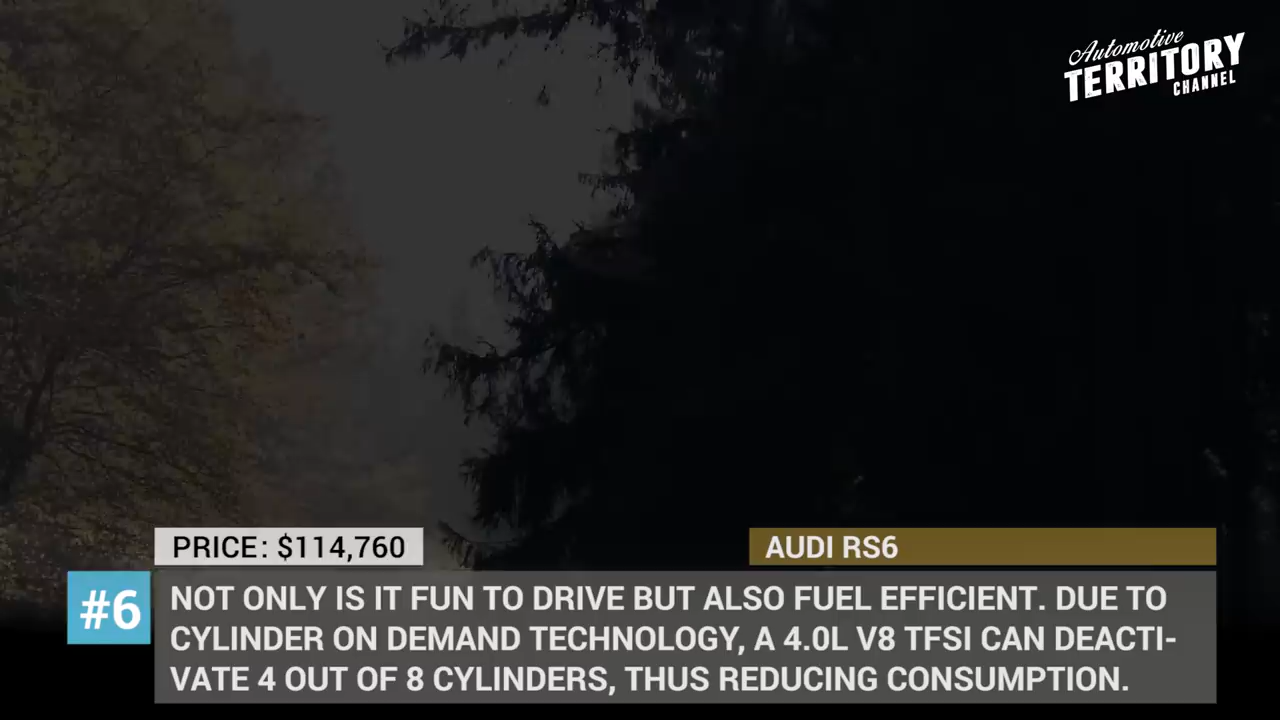 Automotive
TERRITORY
CHANNEL
PRICE: $114,760
AUDI RS6
#6
NOT ONLY IS IT FUN TO DRIVE BUT ALSO FUEL EFFICIENT. DUE TO
CYLINDER ON DEMAND TECHNOLOGY, A 4.0L V8 TFSI CAN DEACTI-
VATE 4 OUT OF 8 CYLINDERS, THUS REDUCING CONSUMPTION.